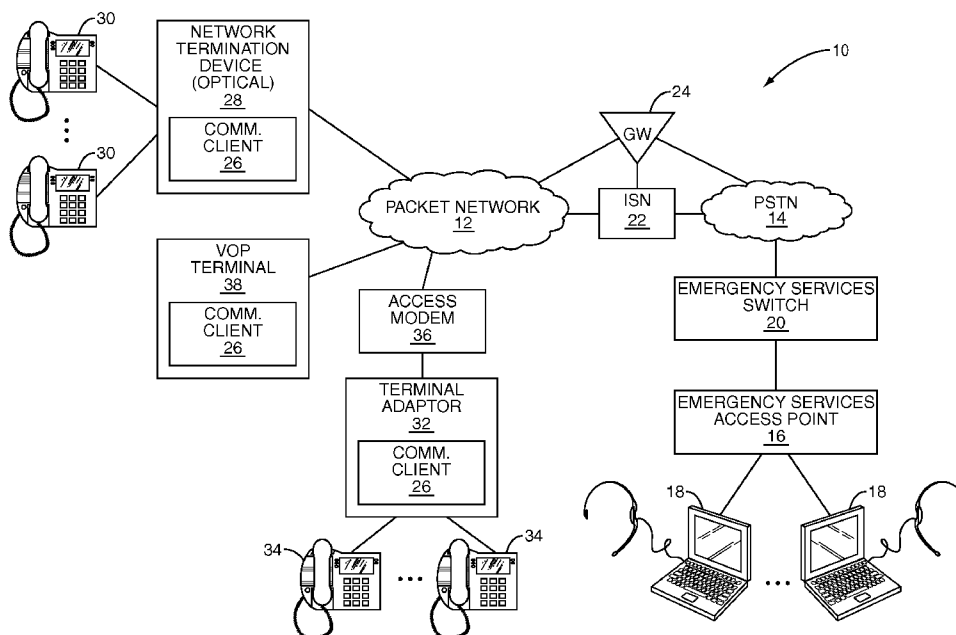 30
NETWORK
TERMINATION
DEVICE
(OPTICAL)
28
COMM.
CLIENT
26
30
10
24
GW
ISN
22
PACKET NETWORK
12
PSTN
14
VOP
TERMINAL
38
COMM.
CLIENT
26
ACCESS
MODEM
36
EMERGENCY SERVICES
SWITCH
20
TERMINAL
ADAPTOR
32
COMM.
CLIENT
26
EMERGENCY SERVICES
ACCESS POINT
16
34
34
18
18